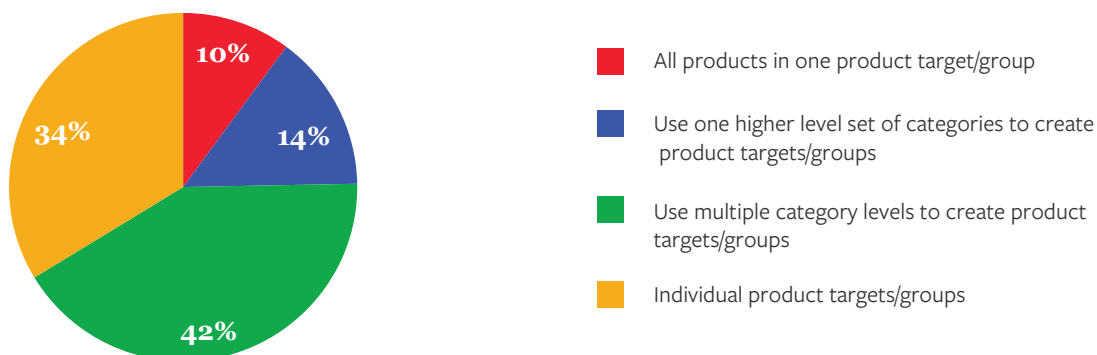 10%
14%
34%
42%
All products in one product target/group
Use one higher level set of categories to create
product targets/groups
Use multiple category levels to create product
targets/groups
Individual product targets/groups